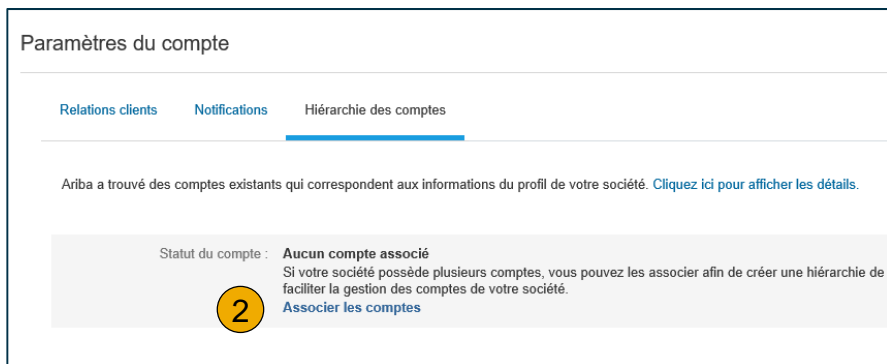 Paramètres du compte
Relations clients Notifications Hiérarchie des comptes
Ariba a trouvé des comptes existants qui correspondent aux informations du profil de votre société. Cliquez ici pour afficher les détails.
Statut du compte : Aucun compte associé
Si votre société possède plusieurs comptes, vous pouvez les associer afin de créer une hiérarchie de
faciliter la gestion des comptes de votre société.
2 Associer les comptes